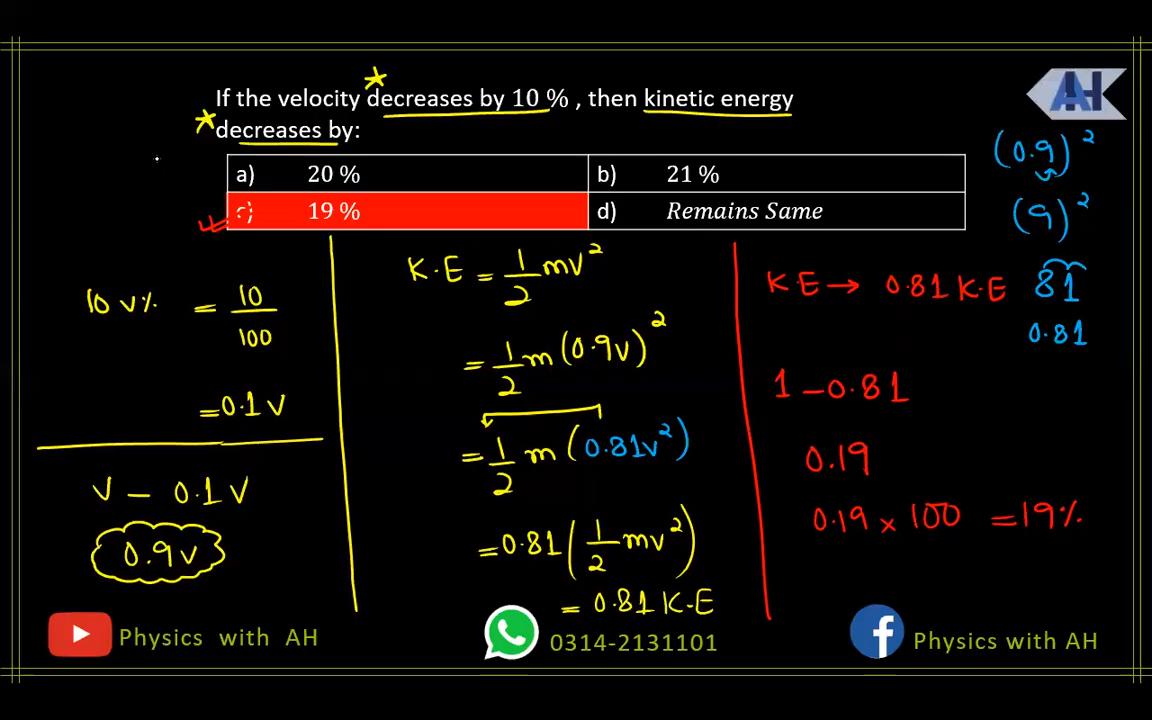 If the velocity decreases by 10 % , then kinetic energy
decreases by:
AH
a) 20 %
b) 21 %
c) 19 %
d) Remains Same
10 v% = 10/100
= 0.1 v
v - 0.1 v
0.9 v
K.E = 1/2 mv²
= 1/2 m (0.9v)²
= 1/2 m (0.81v²)
= 0.81 (1/2 mv²)
= 0.81 K.E
K.E → 0.81 K.E
1 - 0.81
0.19
0.19 x 100 = 19%
(0.9)²
(9)²
81
0.81
Physics with AH
0314-2131101
Physics with AH